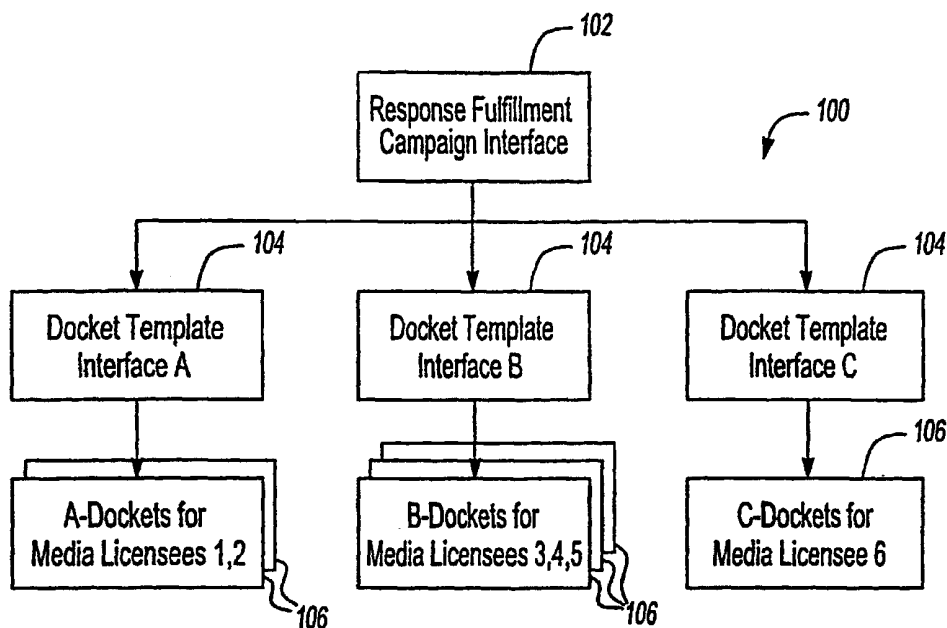 102
Response Fulfillment
Campaign Interface
100
104
104
104
Docket Template
Interface A
Docket Template
Interface B
Docket Template
Interface C
106
A-Dockets for
Media Licensees 1,2
B-Dockets for
Media Licensees 3,4,5
C-Dockets for
Media Licensee 6
106
106